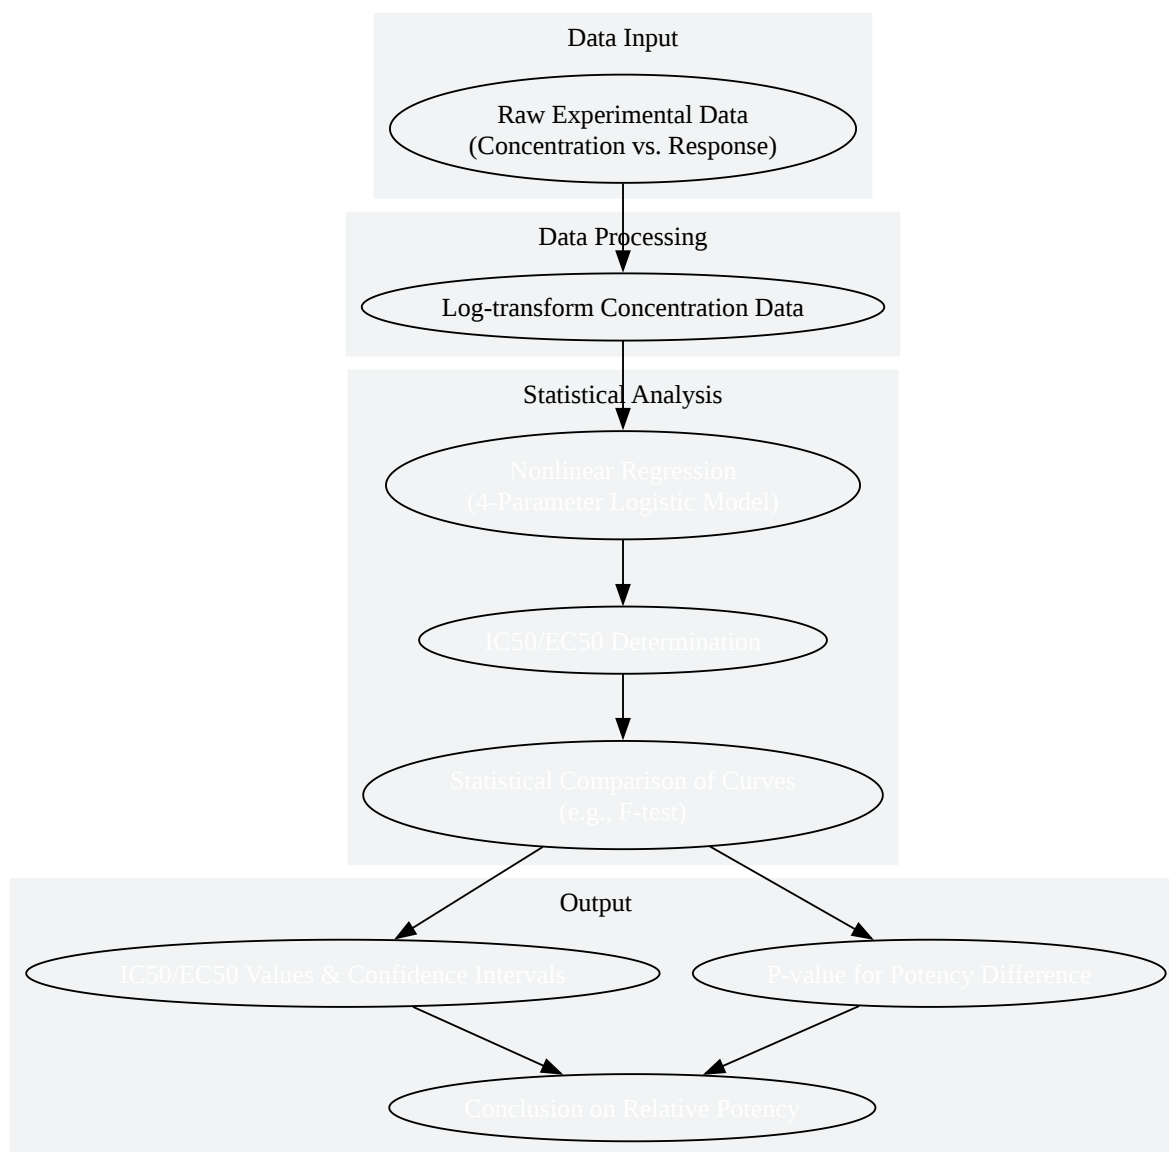 Data Input
Raw Experimental Data
(Concentration vs. Response)
Data Processing
Log-transform Concentration Data
Statistical Analysis
Nonlinear Regression
(4-Parameter Logistic Model)
IC50/EC50 Determination
Statistical Comparison of Curves
(e.g., F-test)
Output
IC50/EC50 Values & Confidence Intervals
P-value for Potency Difference
Conclusion on Relative Potency